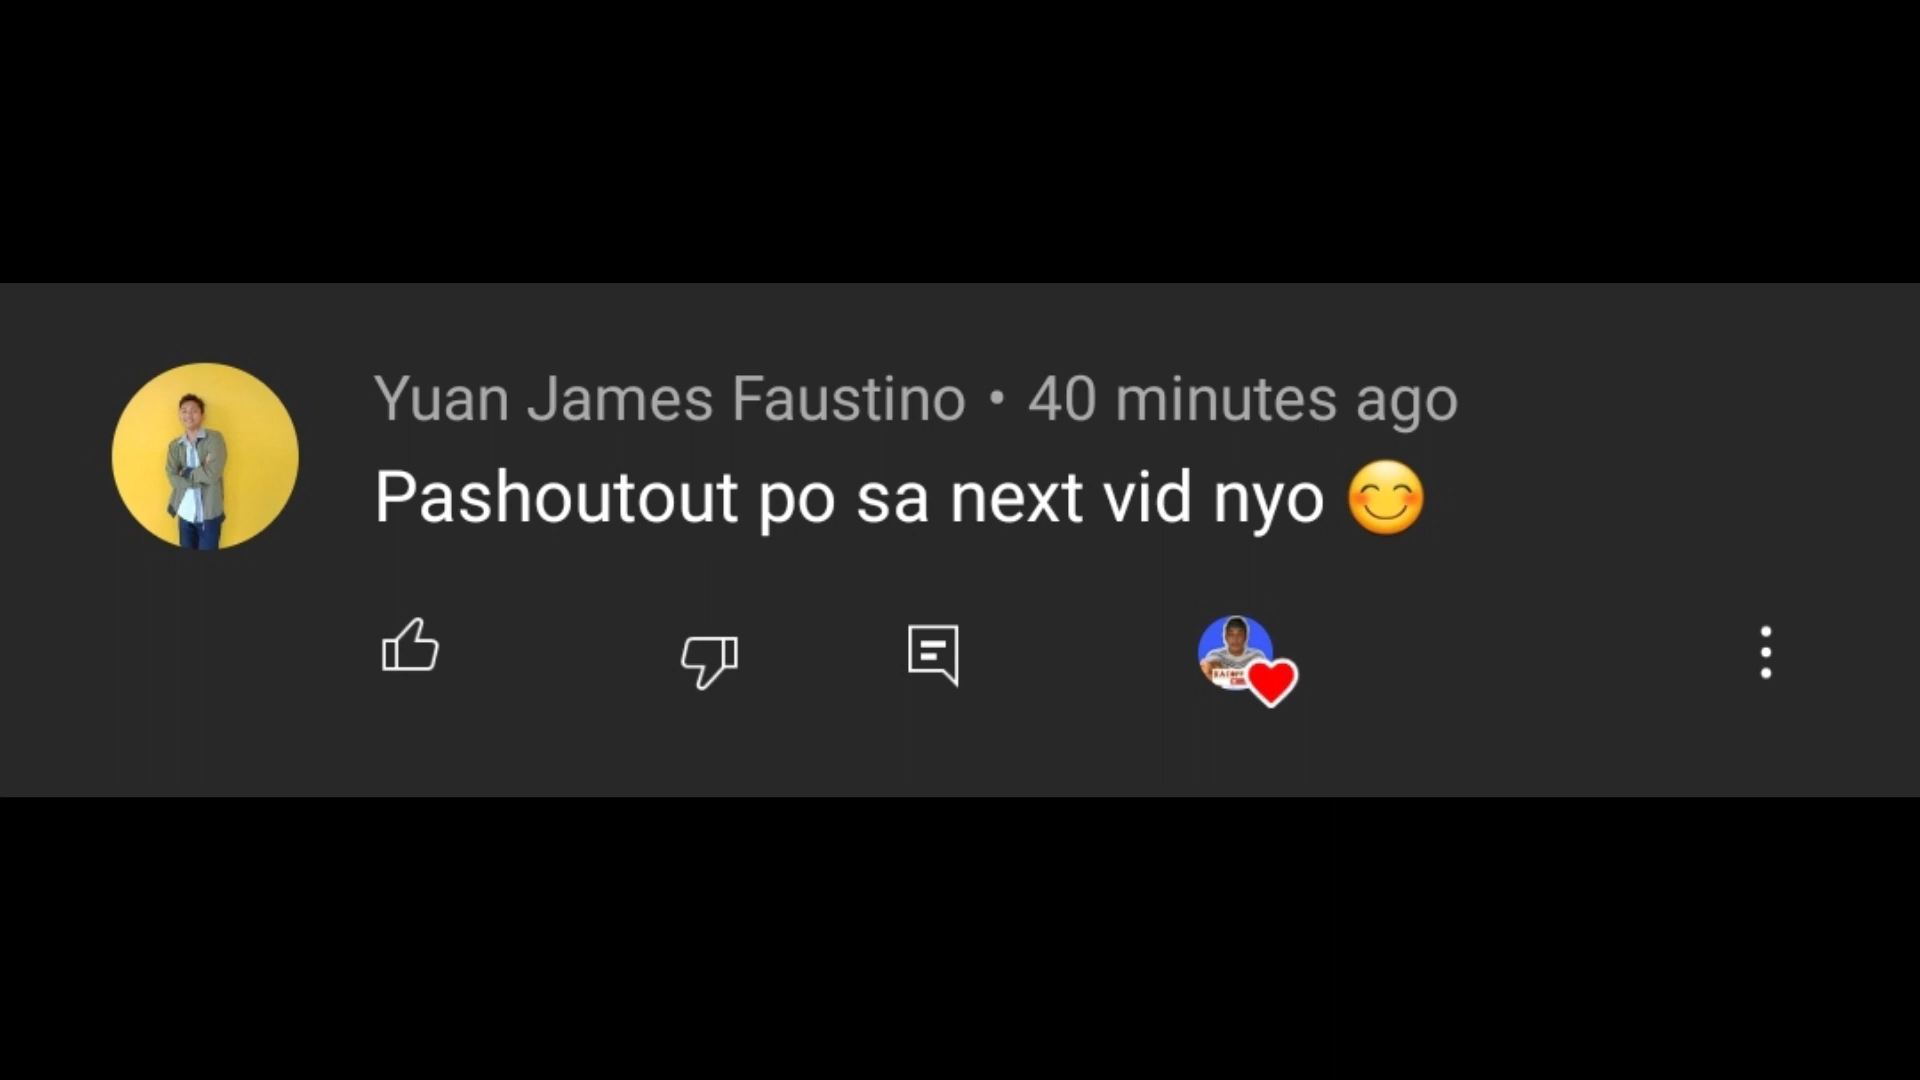 Yuan James Faustino • 40 minutes ago
Pashoutout po sa next vid nyo 😊